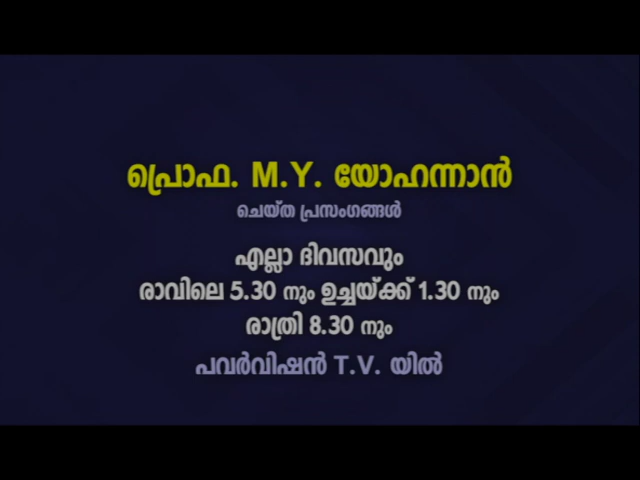 പ്രൊഫ. M.Y. യോഹന്നാൻ
ചെയ്ത പ്രസംഗങ്ങൾ
എല്ലാ ദിവസവും
രാവിലെ 5.30 നും ഉച്ചയ്ക്ക് 1.30 നും
രാത്രി 8.30 നും
പവർവിഷൻ T.V. യിൽ